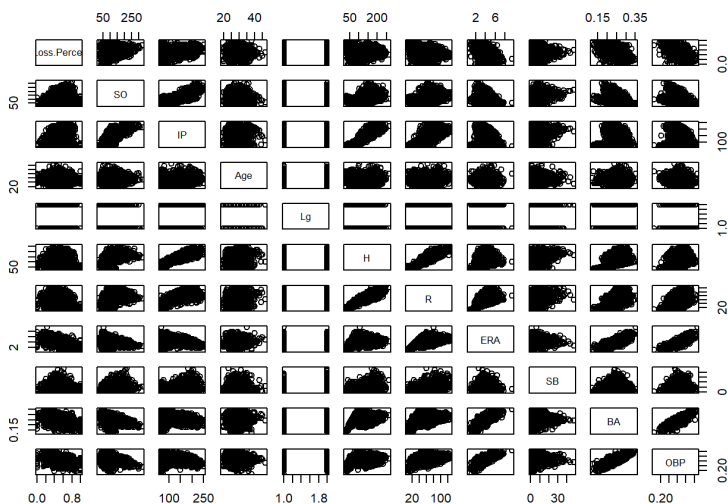 50 250
20 40
50 200
2 6
0.15 0.35
Loss.Perce
0.0
50
SO
IP
100
20
Age
Lg
1.0
50
H
R
20
2
ERA
SB
0
0.15
BA
OBP
0.20
0.0 0.8
100 250
1.0 1.8
20 100
0 30
0.20